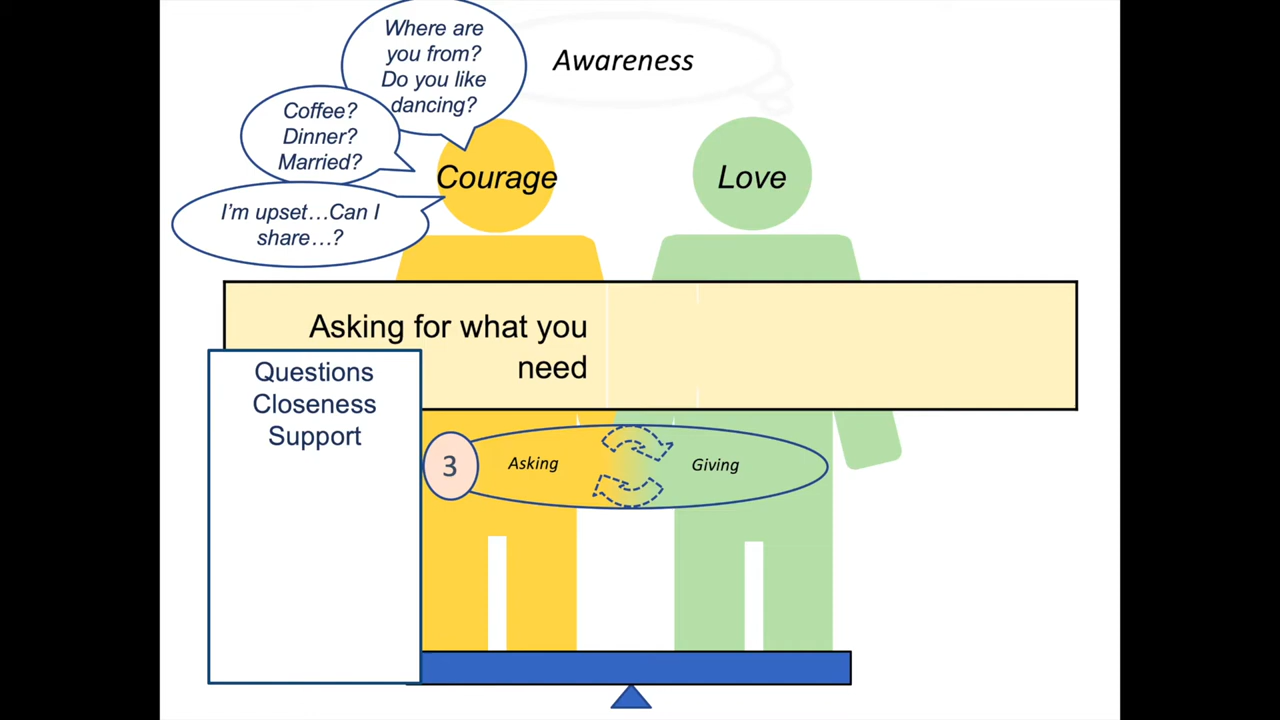 Where are
you from?
Do you like
dancing?
Awareness
Coffee?
Dinner?
Married?
Courage
Love
I'm upset...Can I
share...?
Asking for what you
need
Questions
Closeness
Support
3
Asking
Giving